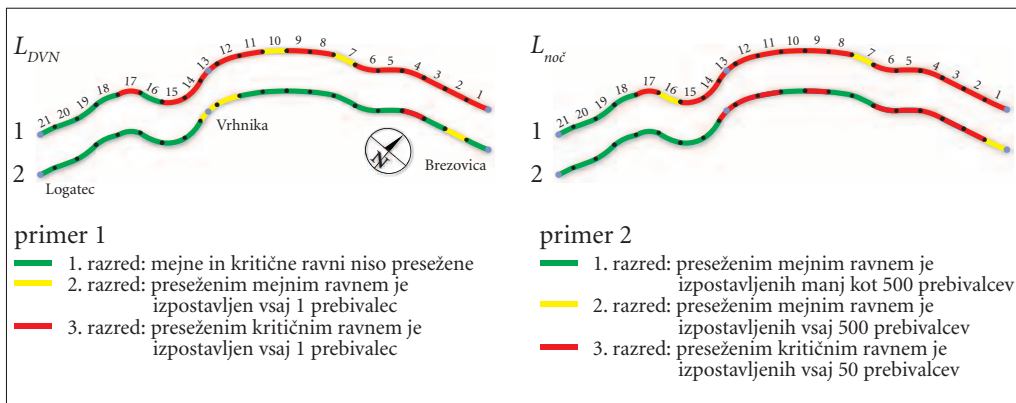 L_DVN
21 20 19 18 17 16 15 14 13 12 11 10 9 8 7 6 5 4 3 2 1
1
2
Logatec
Vrhnika
N
Brezovica
primer 1
1. razred: mejne in kritične ravni niso presežene
2. razred: preseženim mejnim ravnem je
izpostavljen vsaj 1 prebivalec
3. razred: preseženim kritičnim ravnem je
izpostavljen vsaj 1 prebivalec
L_noč
21 20 19 18 17 16 15 14 13 12 11 10 9 8 7 6 5 4 3 2 1
1
2
primer 2
1. razred: preseženim mejnim ravnem je
izpostavljenih manj kot 500 prebivalcev
2. razred: preseženim mejnim ravnem je
izpostavljenih vsaj 500 prebivalcev
3. razred: preseženim kritičnim ravnem je
izpostavljenih vsaj 50 prebivalcev